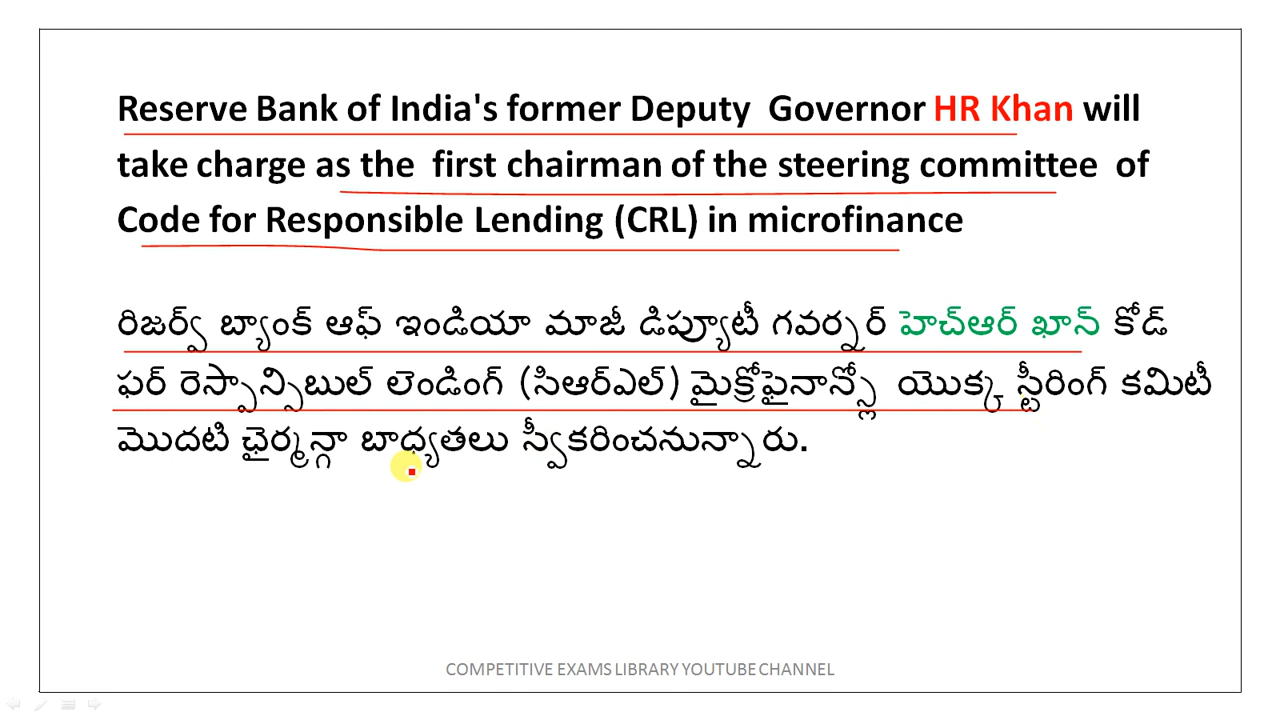 Reserve Bank of India's former Deputy Governor HR Khan will
take charge as the first chairman of the steering committee of
Code for Responsible Lending (CRL) in microfinance
రిజర్వ్ బ్యాంక్ ఆఫ్ ఇండియా మాజీ డిప్యూటీ గవర్నర్ హెచ్ఆర్ ఖాన్ కోడ్
ఫర్ రెస్పాన్సిబుల్ లెండింగ్ (సిఆర్ఎల్) మైక్రోఫైనాన్స్లో యొక్క స్టీరింగ్ కమిటీ
మొదటి ఛైర్మన్గా బాధ్యతలు స్వీకరించనున్నారు.
COMPETITIVE EXAMS LIBRARY YOUTUBE CHANNEL